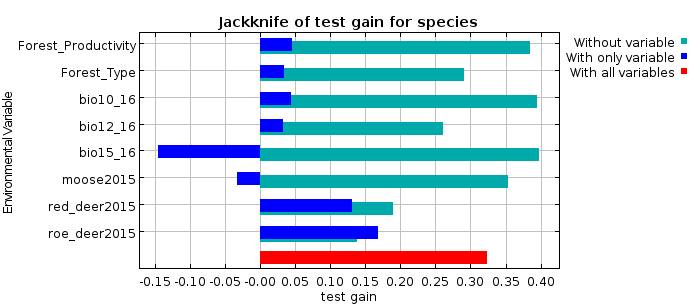 Jackknife of test gain for species
Without variable
With only variable
With all variables
Environmental Variable
Forest_Productivity
Forest_Type
bio10_16
bio12_16
bio15_16
moose2015
red_deer2015
roe_deer2015
-0.15 -0.10 -0.05 -0.00 0.05 0.10 0.15 0.20 0.25 0.30 0.35 0.40
test gain